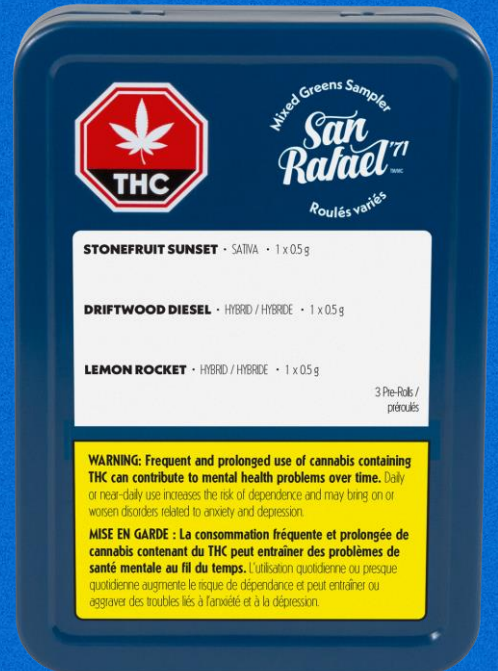 THC
Mixed Greens Sampler
San
Rafael '71
Roulés variés
STONEFRUIT SUNSET · SATIVA · 1 x 0.5 g
DRIFTWOOD DIESEL · HYBRID / HYBRIDE · 1 x 0.5 g
LEMON ROCKET · HYBRID / HYBRIDE · 1 x 0.5 g
3 Pre-Rolls /
préroulés
WARNING: Frequent and prolonged use of cannabis containing
THC can contribute to mental health problems over time. Daily
or near-daily use increases the risk of dependence and may bring on or
worsen disorders related to anxiety and depression.
MISE EN GARDE : La consommation fréquente et prolongée de
cannabis contenant du THC peut entraîner des problèmes de
santé mentale au fil du temps. L'utilisation quotidienne ou presque
quotidienne augmente le risque de dépendance et peut entraîner ou
aggraver des troubles liés à l'anxiété et à la dépression.